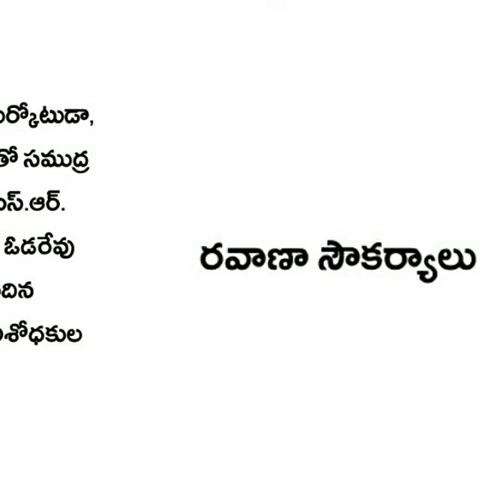 ర్కోటుడా,
తో సముద్ర
ఎస్.ఆర్.
ఓడరేవు
దిన
శోధకుల
రవాణా సౌకర్యాలు